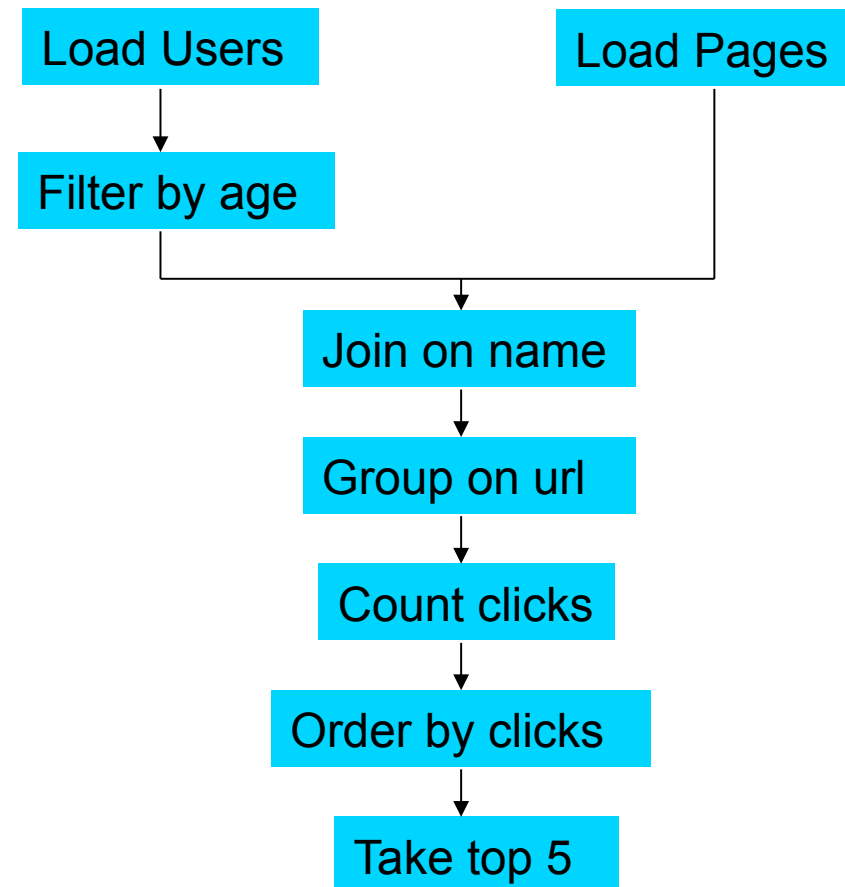 Load Users
Load Pages
Filter by age
Join on name
Group on url
Count clicks
Order by clicks
Take top 5